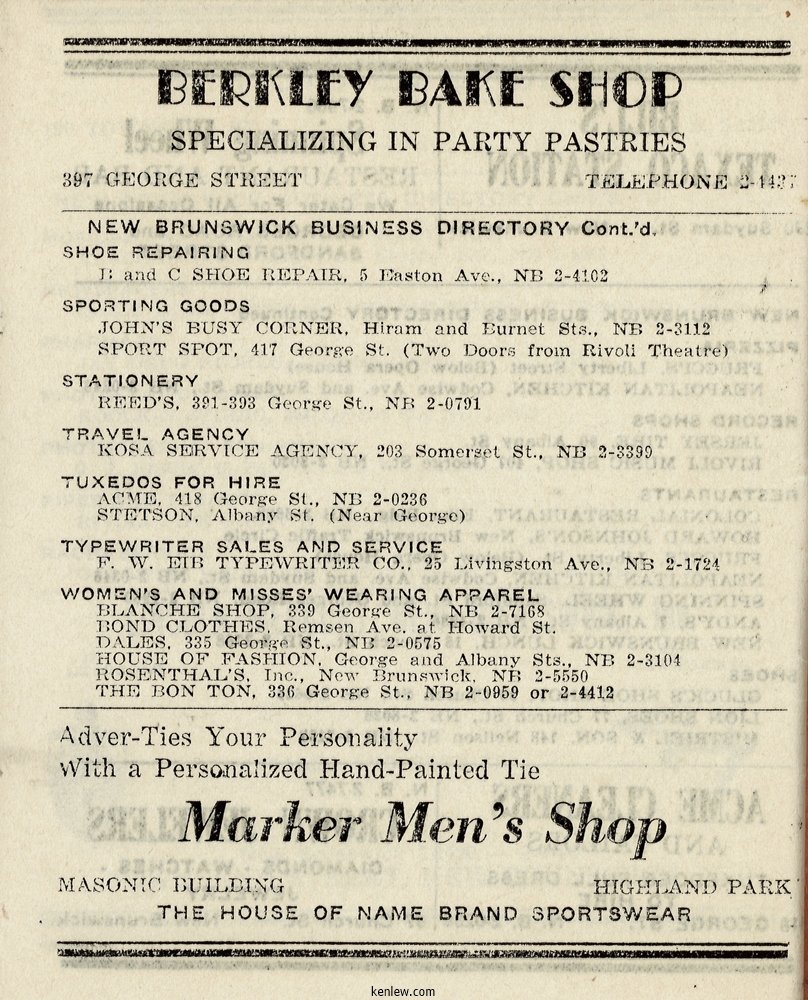 BERKLEY BAKE SHOP
SPECIALIZING IN PARTY PASTRIES
397 GEORGE STREET TELEPHONE 2-4437
NEW BRUNSWICK BUSINESS DIRECTORY Cont.'d.
SHOE REPAIRING
B and C SHOE REPAIR, 5 Easton Ave., NB 2-4102
SPORTING GOODS
JOHN'S BUSY CORNER, Hiram and Burnet Sts., NB 2-3112
SPORT SPOT, 417 George St. (Two Doors from Rivoli Theatre)
STATIONERY
REED'S, 391-393 George St., NB 2-0791
TRAVEL AGENCY
KOSA SERVICE AGENCY, 203 Somerset St., NB 2-3399
TUXEDOS FOR HIRE
ACME, 418 George St., NB 2-0236
STETSON, Albany St. (Near George)
TYPEWRITER SALES AND SERVICE
F. W. EIB TYPEWRITER CO., 25 Livingston Ave., NB 2-1724
WOMEN'S AND MISSES' WEARING APPAREL
BLANCHE SHOP, 339 George St., NB 2-7168
BOND CLOTHES, Remsen Ave. at Howard St.
DALES, 335 George St., NB 2-0575
HOUSE OF FASHION, George and Albany Sts., NB 2-3104
ROSENTHAL'S, Inc., New Brunswick, NB 2-5550
THE BON TON, 336 George St., NB 2-0959 or 2-4412
Adver-Ties Your Personality
With a Personalized Hand-Painted Tie
Marker Men's Shop
MASONIC BUILDING HIGHLAND PARK
THE HOUSE OF NAME BRAND SPORTSWEAR
kenlew.com